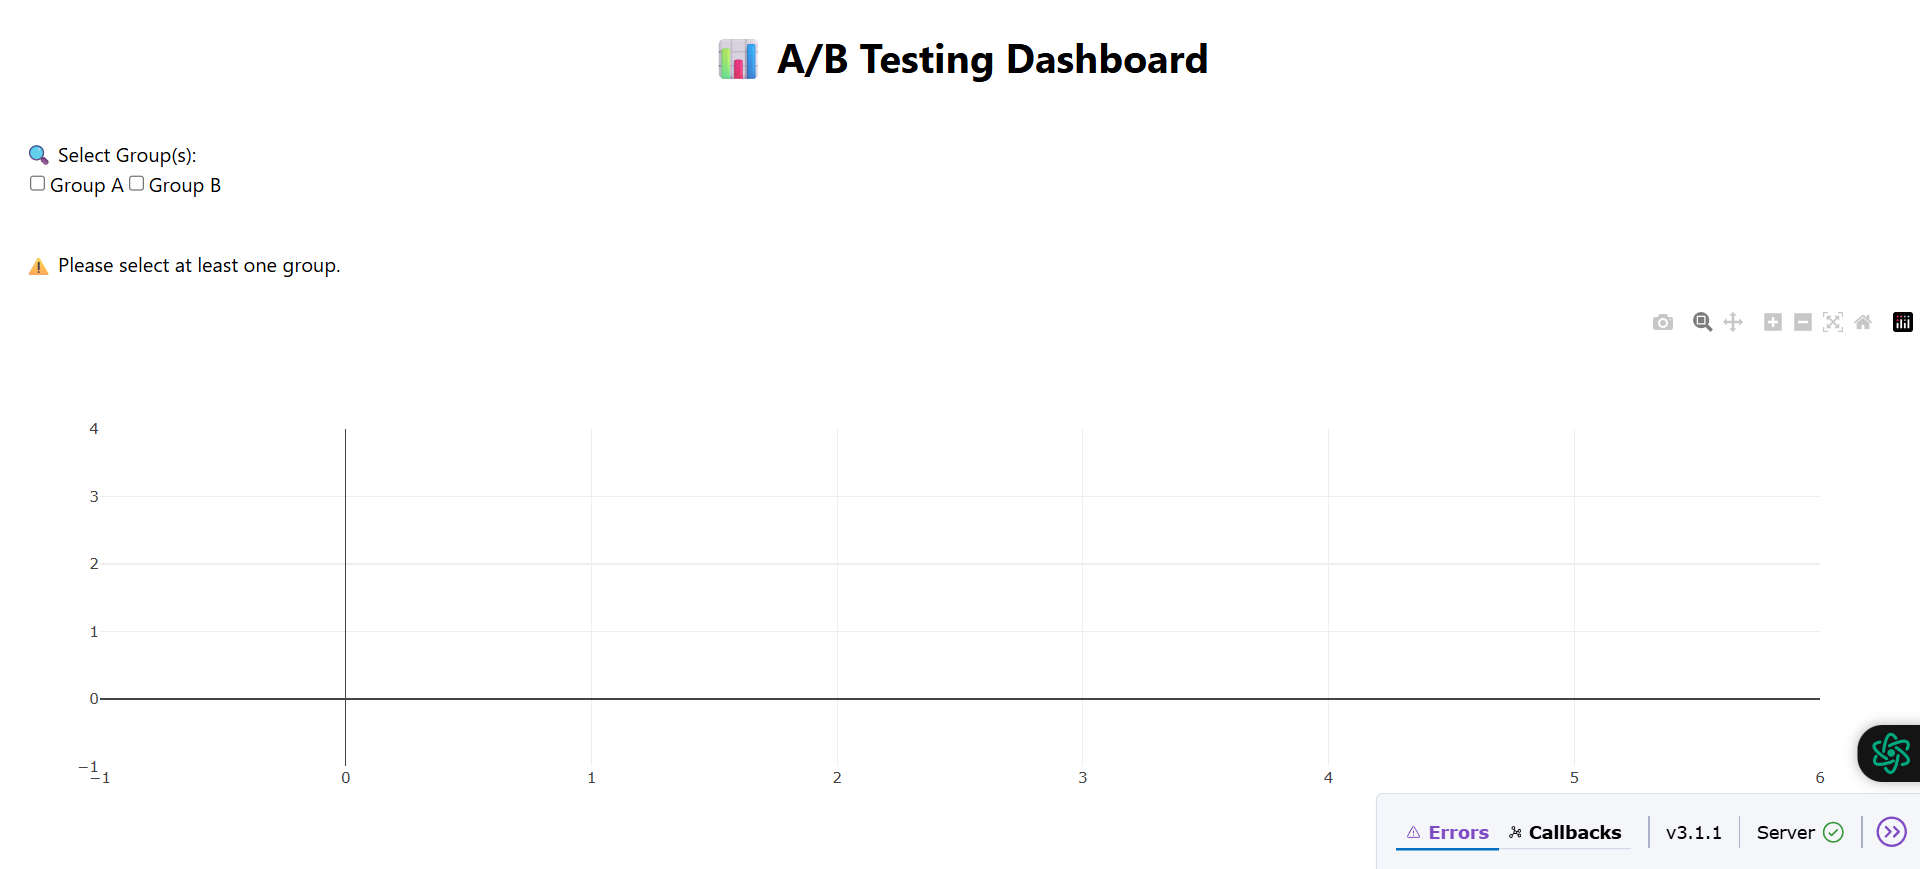 A/B Testing Dashboard
Select Group(s):
Group A Group B
Please select at least one group.
4
3
2
1
0
−1
−1 0 1 2 3 4 5 6
Errors Callbacks v3.1.1 Server